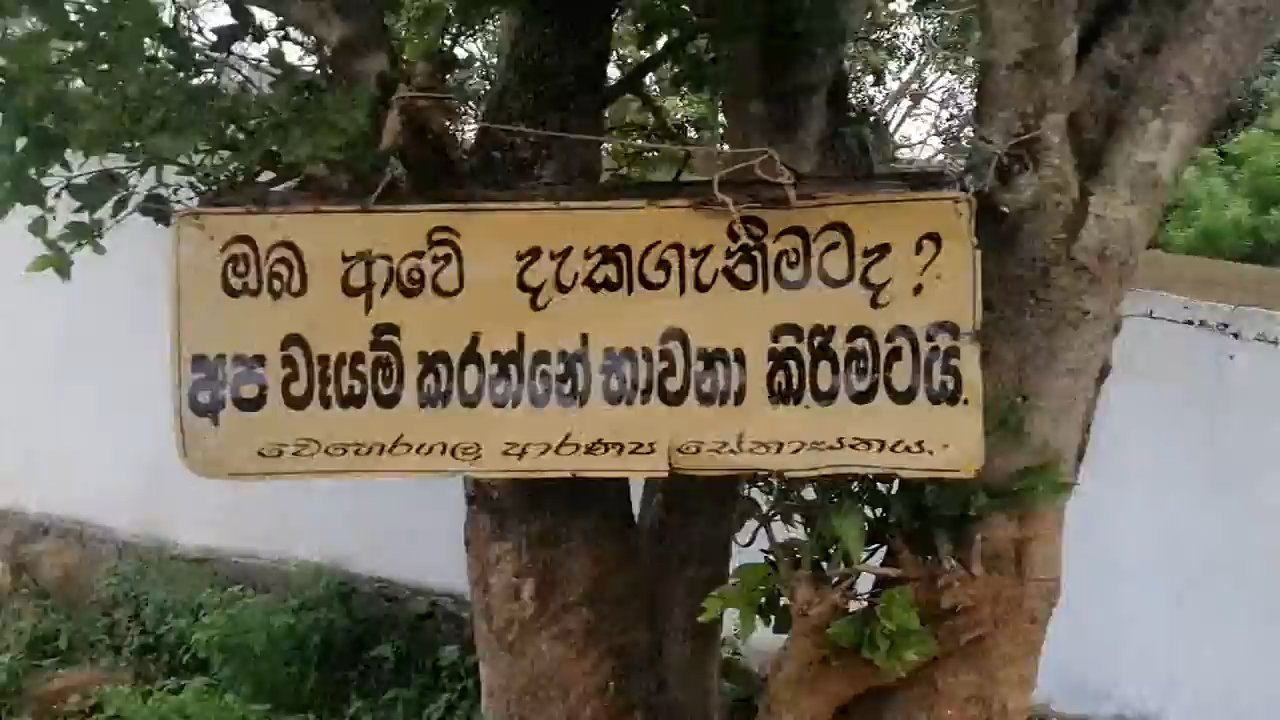 ඔබ ආවේ දැකගැනීමටද ?
අප වෑයම් කරන්නේ භාවනා කිරීමටයි.
වෙහෙරගල ආරණ්‍ය සේනාසනය.